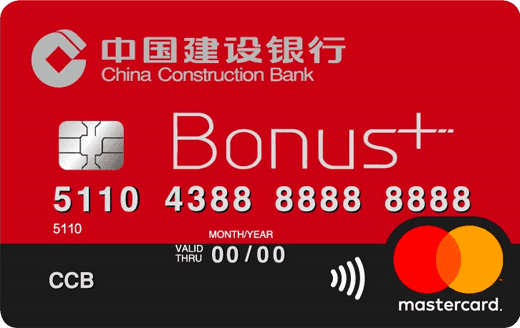 中国建设银行
China Construction Bank
Bonus+
5110 4388 8888 8888
5110
MONTH/YEAR
VALID THRU 00/00
CCB
mastercard.